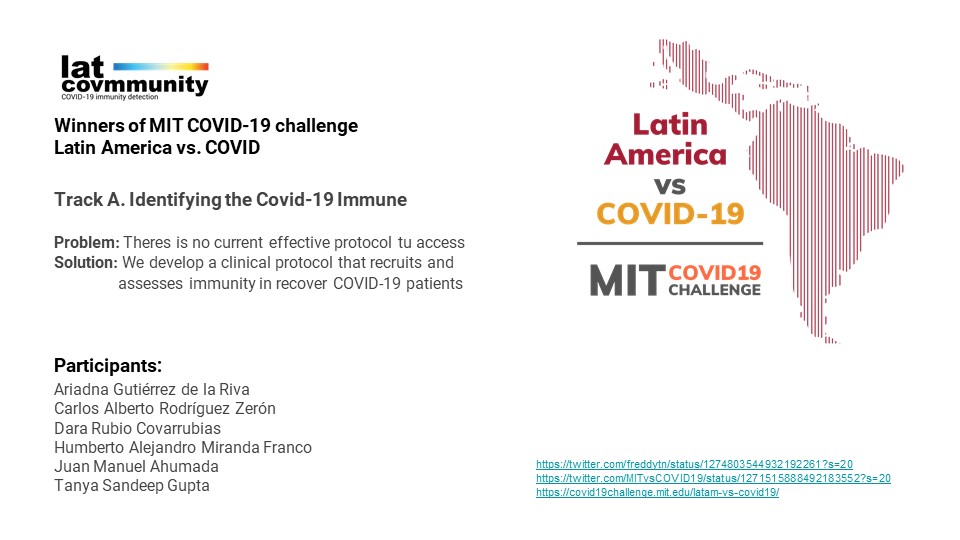 lat
covmmunity
COVID-19 immunity detection
Winners of MIT COVID-19 challenge
Latin America vs. COVID
Track A. Identifying the Covid-19 Immune
Problem: Theres is no current effective protocol tu access
Solution: We develop a clinical protocol that recruits and
assesses immunity in recover COVID-19 patients
Participants:
Ariadna Gutiérrez de la Riva
Carlos Alberto Rodríguez Zerón
Dara Rubio Covarrubias
Humberto Alejandro Miranda Franco
Juan Manuel Ahumada
Tanya Sandeep Gupta
Latin
America
vs
COVID-19
MIT COVID19
CHALLENGE
https://twitter.com/freddytn/status/1274803544932192261?s=20
https://twitter.com/MITvsCOVID19/status/1271515888492183552?s=20
https://covid19challenge.mit.edu/latam-vs-covid19/